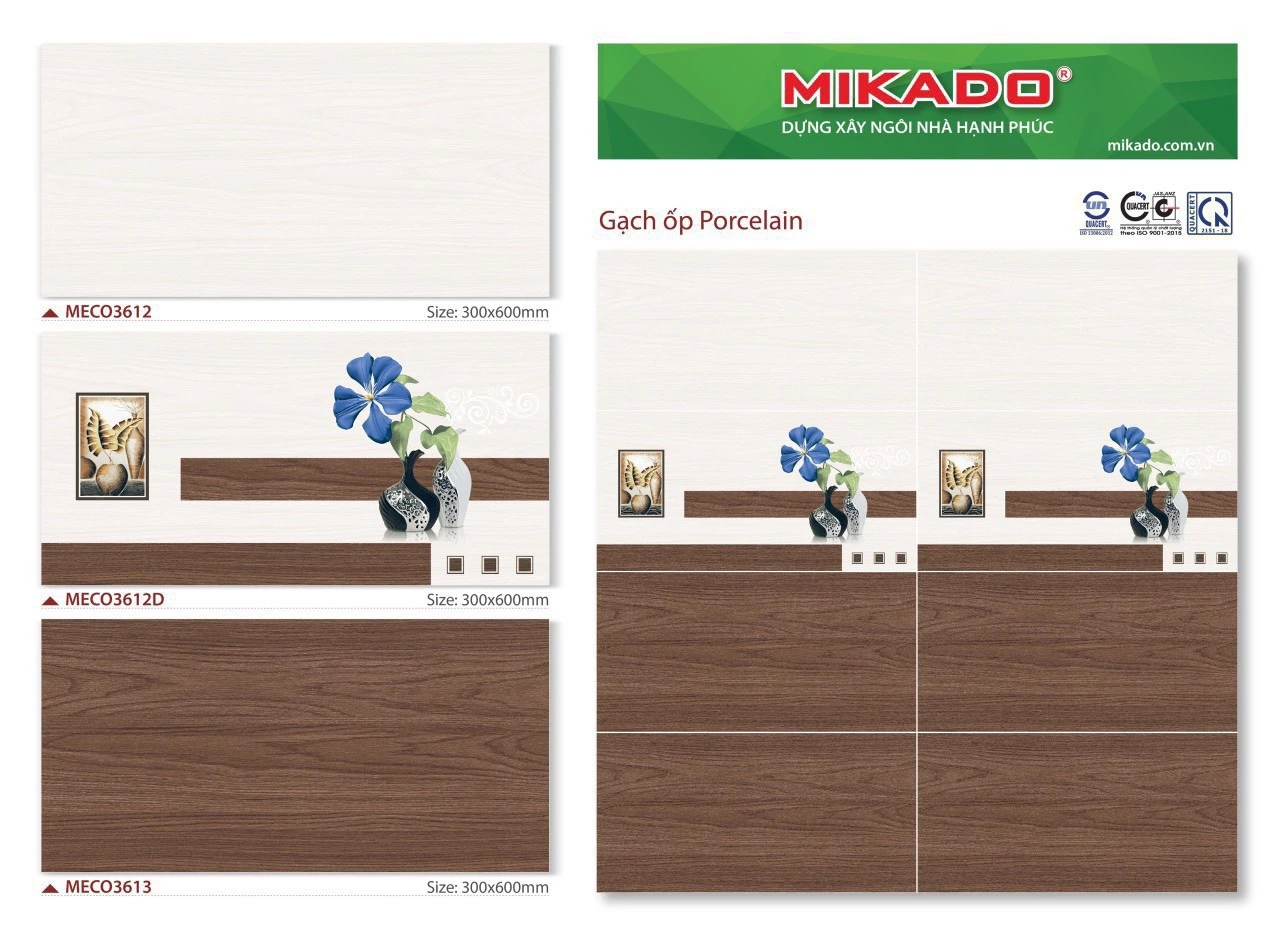 MECO3612
Size: 300x600mm
MECO3612D
Size: 300x600mm
MECO3613
Size: 300x600mm
MIKADO®
DỰNG XÂY NGÔI NHÀ HẠNH PHÚC
mikado.com.vn
Gạch ốp Porcelain
QUACERT
ISO 13006:2012
QUACERT
JAS-ANZ
Hệ thống quản lý chất lượng
theo ISO 9001-2015
QUACERT
2151 - 18